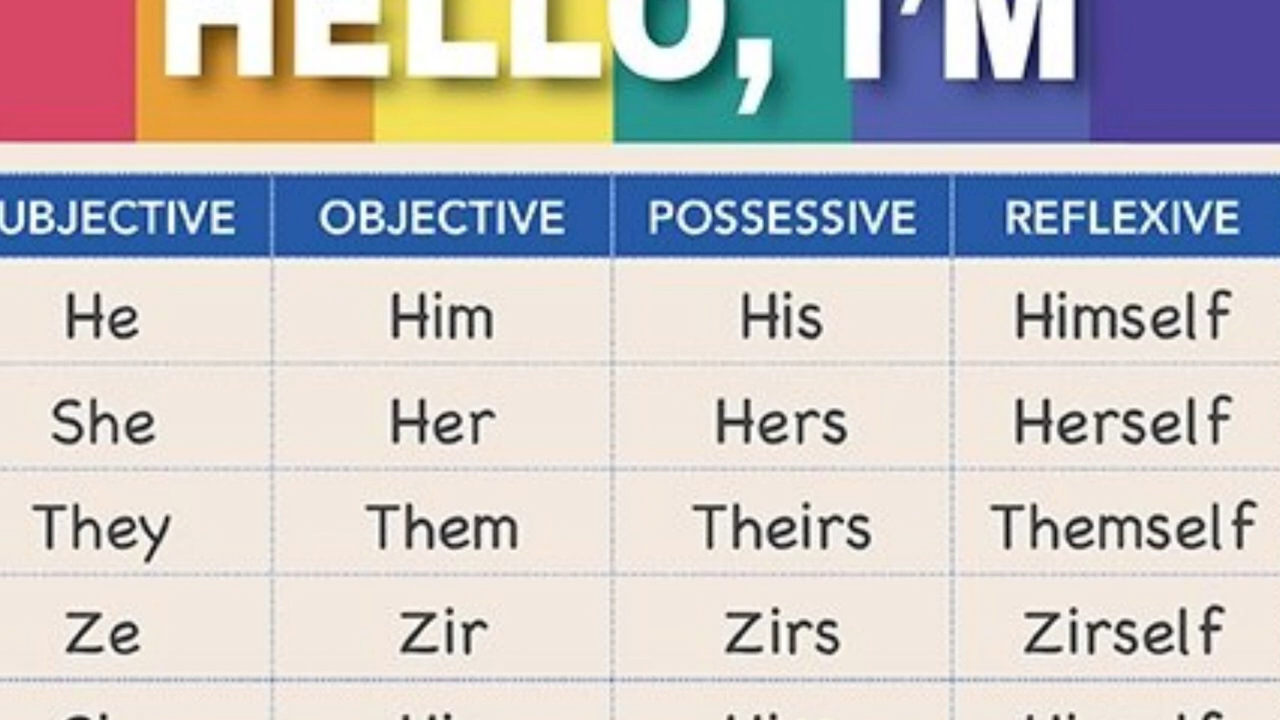 HELLO, I'M
UBJECTIVE OBJECTIVE POSSESSIVE REFLEXIVE
He Him His Himself
She Her Hers Herself
They Them Theirs Themself
Ze Zir Zirs Zirself